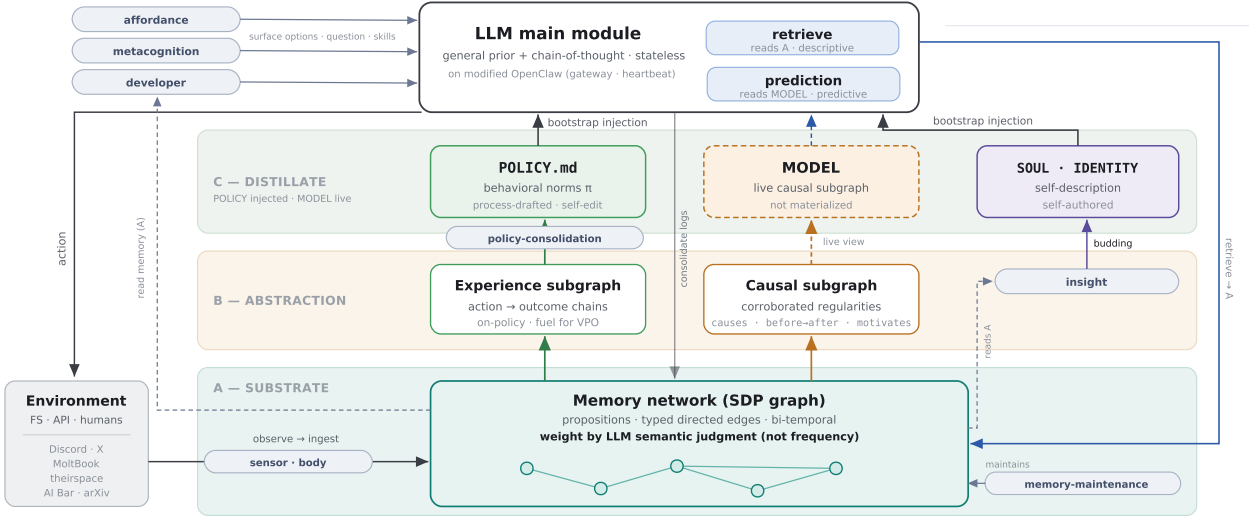 affordance
metacognition
developer
surface options · question · skills
LLM main module
general prior + chain-of-thought · stateless
on modified OpenClaw (gateway · heartbeat)
retrieve
reads A · descriptive
prediction
reads MODEL · predictive
bootstrap injection
bootstrap injection
C — DISTILLATE
POLICY injected · MODEL live
POLICY.md
behavioral norms π
process-drafted · self-edit
MODEL
live causal subgraph
not materialized
SOUL · IDENTITY
self-description
self-authored
action
read memory (A)
consolidate logs
retrieve → A
policy-consolidation
live view
budding
B — ABSTRACTION
Experience subgraph
action → outcome chains
on-policy · fuel for VPO
Causal subgraph
corroborated regularities
causes · before→after · motivates
insight
reads A
A — SUBSTRATE
Environment
FS · API · humans
Discord · X
MoltBook
theirspace
AI Bar · arXiv
observe → ingest
sensor · body
Memory network (SDP graph)
propositions · typed directed edges · bi-temporal
weight by LLM semantic judgment (not frequency)
maintains
memory-maintenance